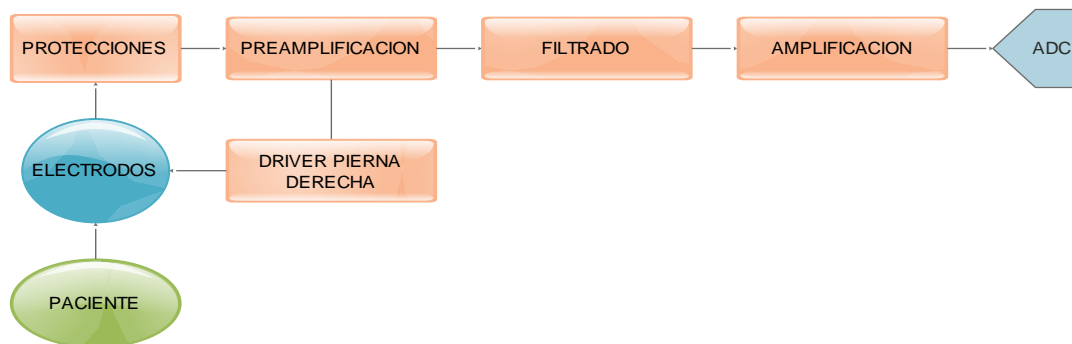 PROTECCIONES
PREAMPLIFICACION
FILTRADO
AMPLIFICACION
ADC
ELECTRODOS
DRIVER PIERNA
DERECHA
PACIENTE